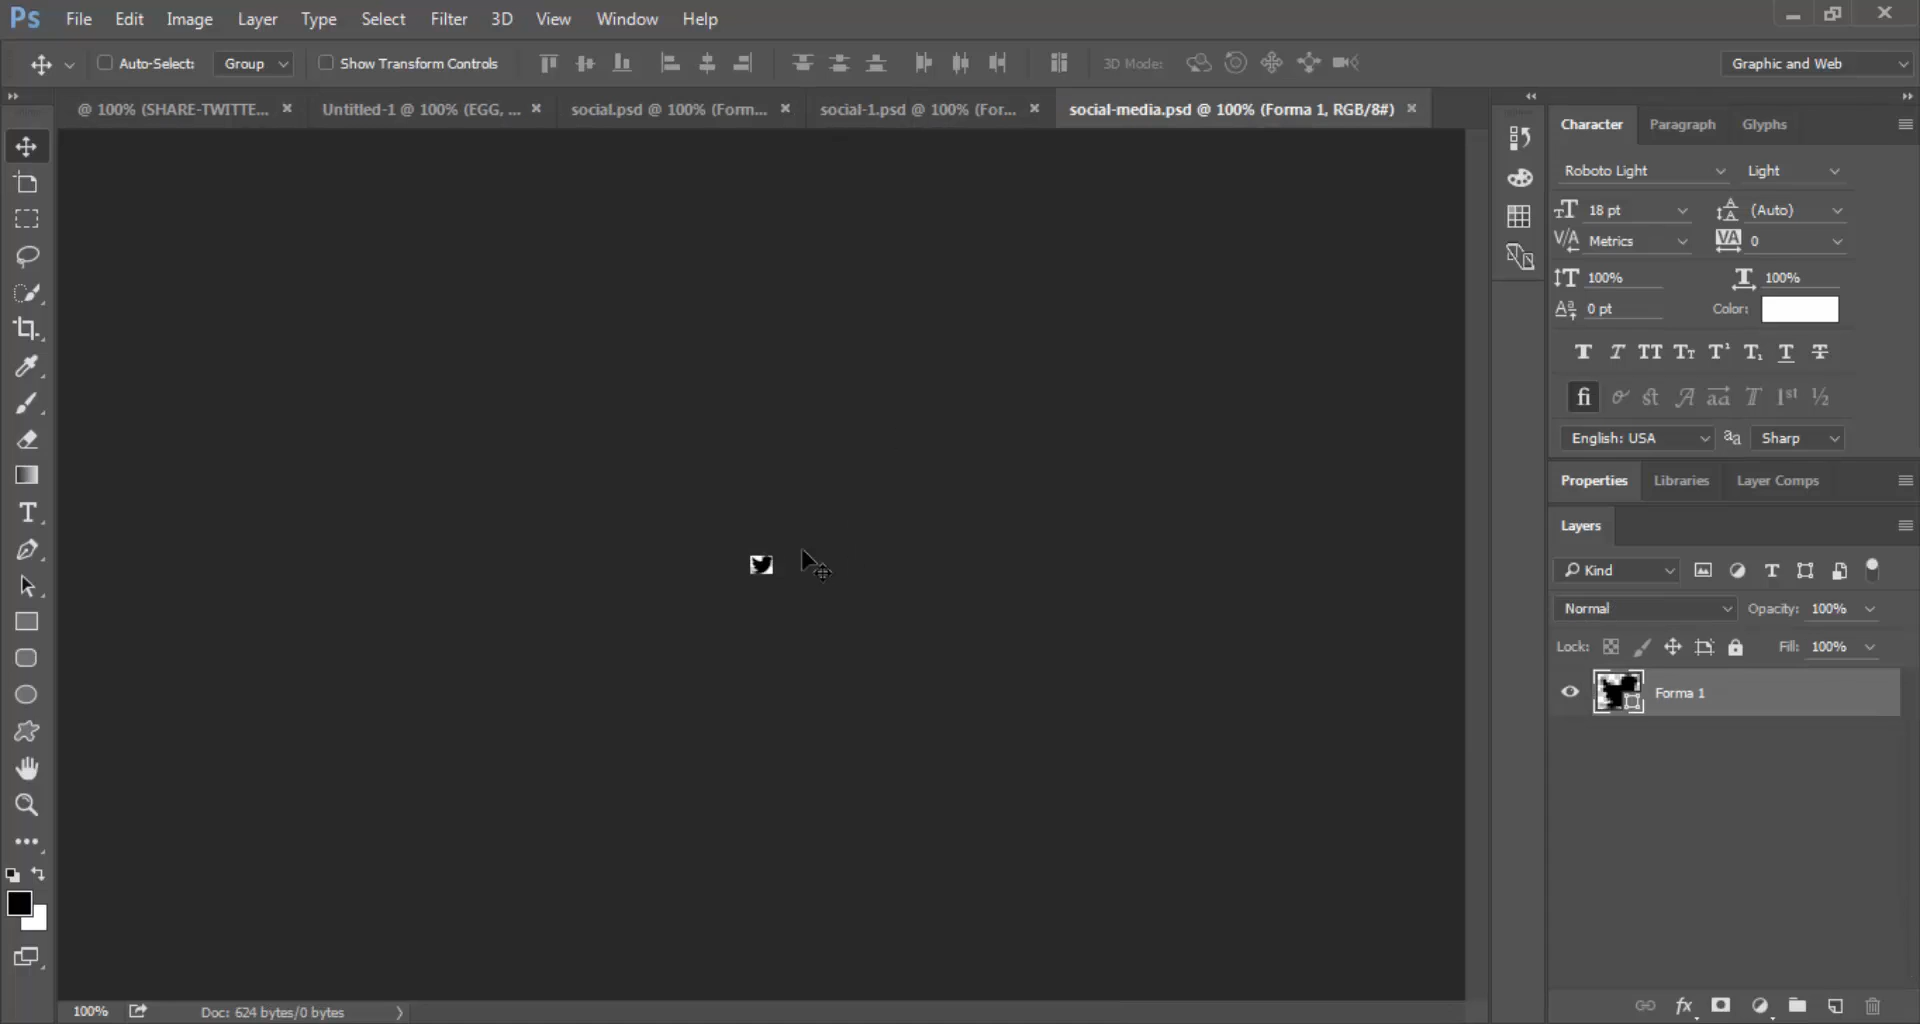 Ps File Edit Image Layer Type Select Filter 3D View Window Help
Auto-Select: Group Show Transform Controls 3D Mode: Graphic and Web
@ 100% (SHARE-TWITTE... × Untitled-1 @ 100% (EGG, ... × social.psd @ 100% (Form... × social-1.psd @ 100% (For... × social-media.psd @ 100% (Forma 1, RGB/8#) ×
Character Paragraph Glyphs
Roboto Light Light
18 pt (Auto)
Metrics 0
100% 100%
0 pt Color:
English: USA Sharp
Properties Libraries Layer Comps
Layers
Kind
Normal Opacity: 100%
Lock: Fill: 100%
Forma 1
100% Doc: 624 bytes/0 bytes